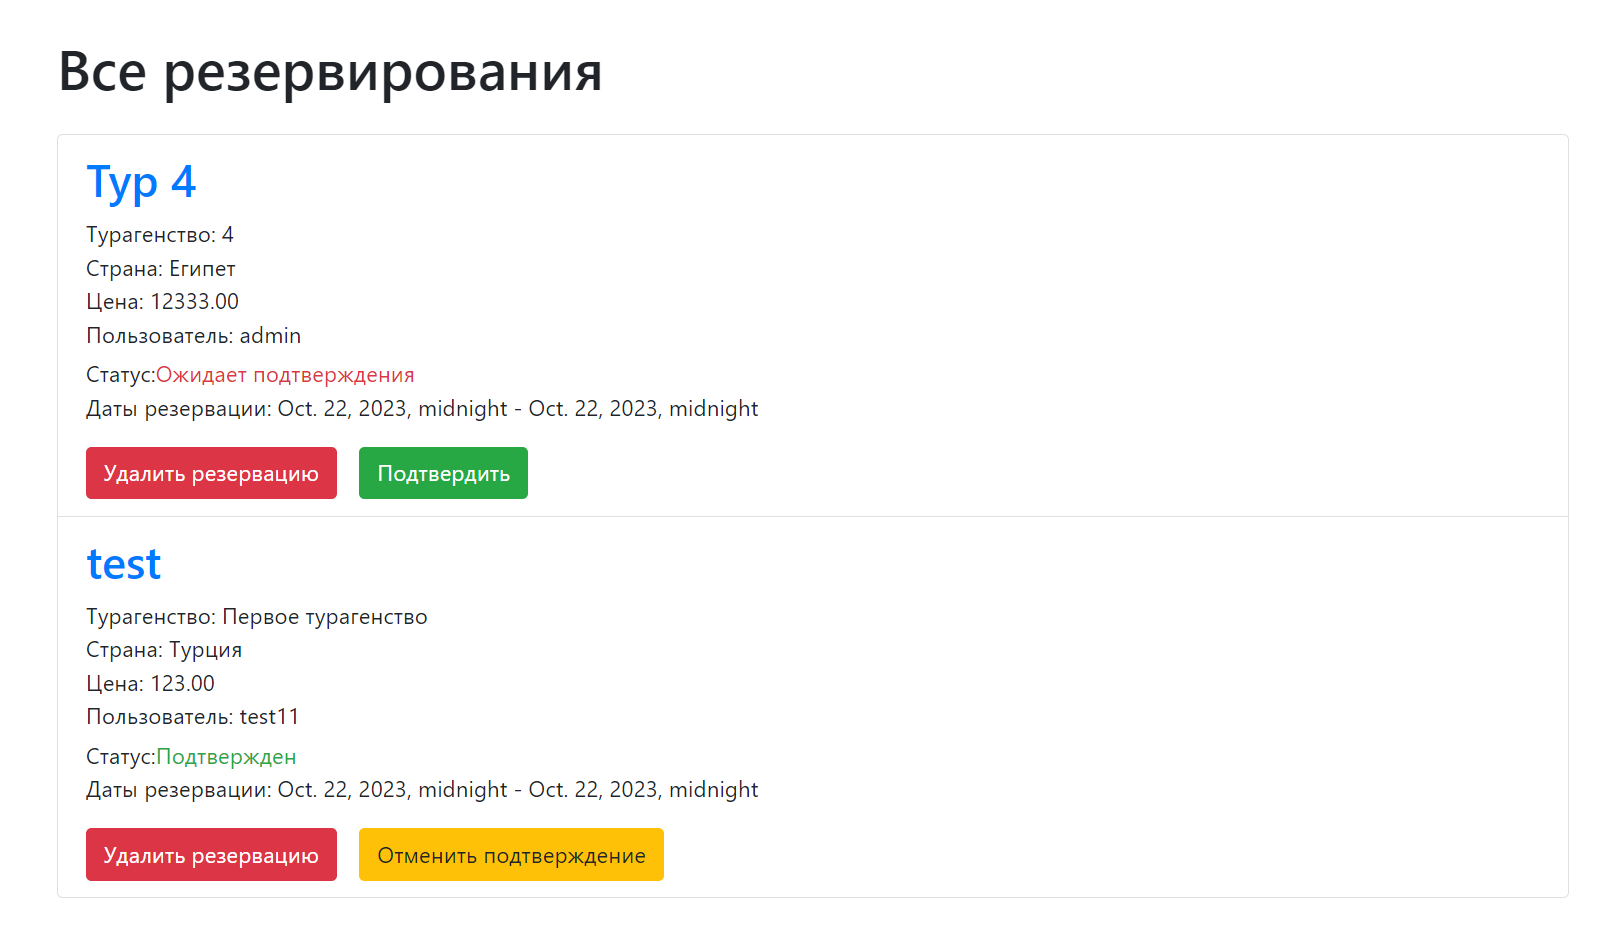 Все резервирования
Тур 4
Турагенство: 4
Страна: Египет
Цена: 12333.00
Пользователь: admin
Статус:Ожидает подтверждения
Даты резервации: Oct. 22, 2023, midnight - Oct. 22, 2023, midnight
Удалить резервацию Подтвердить
test
Турагенство: Первое турагенство
Страна: Турция
Цена: 123.00
Пользователь: test11
Статус:Подтвержден
Даты резервации: Oct. 22, 2023, midnight - Oct. 22, 2023, midnight
Удалить резервацию Отменить подтверждение